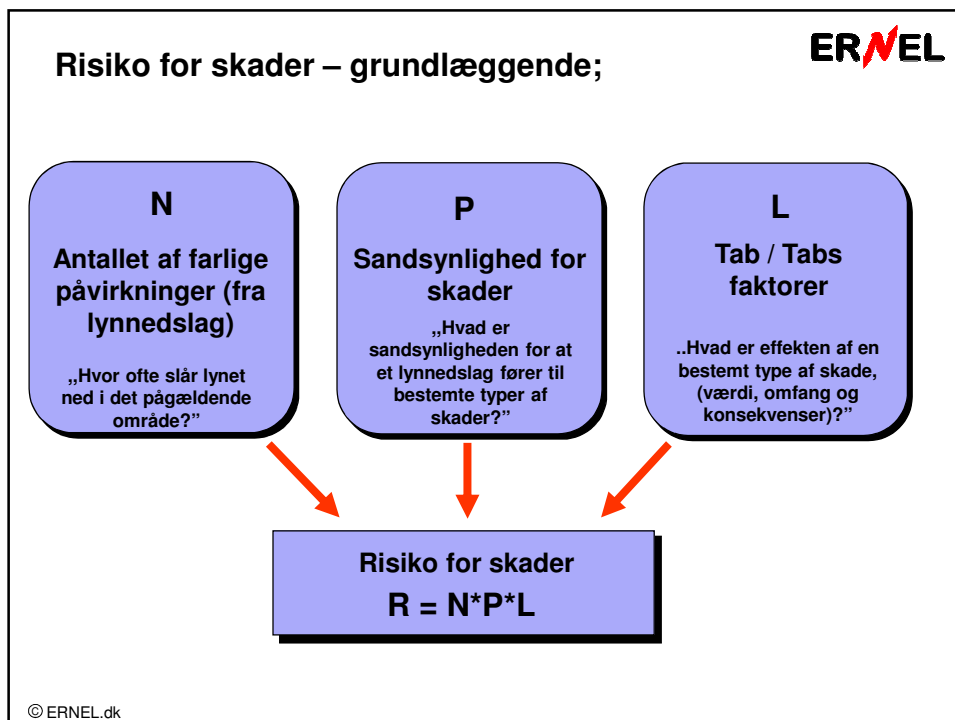 Risiko for skader – grundlæggende;
ERNEL
N
Antallet af farlige
påvirkninger (fra
lynnedslag)
„Hvor ofte slår lynet
ned i det pågældende
område?”
P
Sandsynlighed for
skader
„Hvad er
sandsynligheden for at
et lynnedslag fører til
bestemte typer af
skader?”
L
Tab / Tabs
faktorer
..Hvad er effekten af en
bestemt type af skade,
(værdi, omfang og
konsekvenser)?”
Risiko for skader
R = N*P*L
© ERNEL.dk